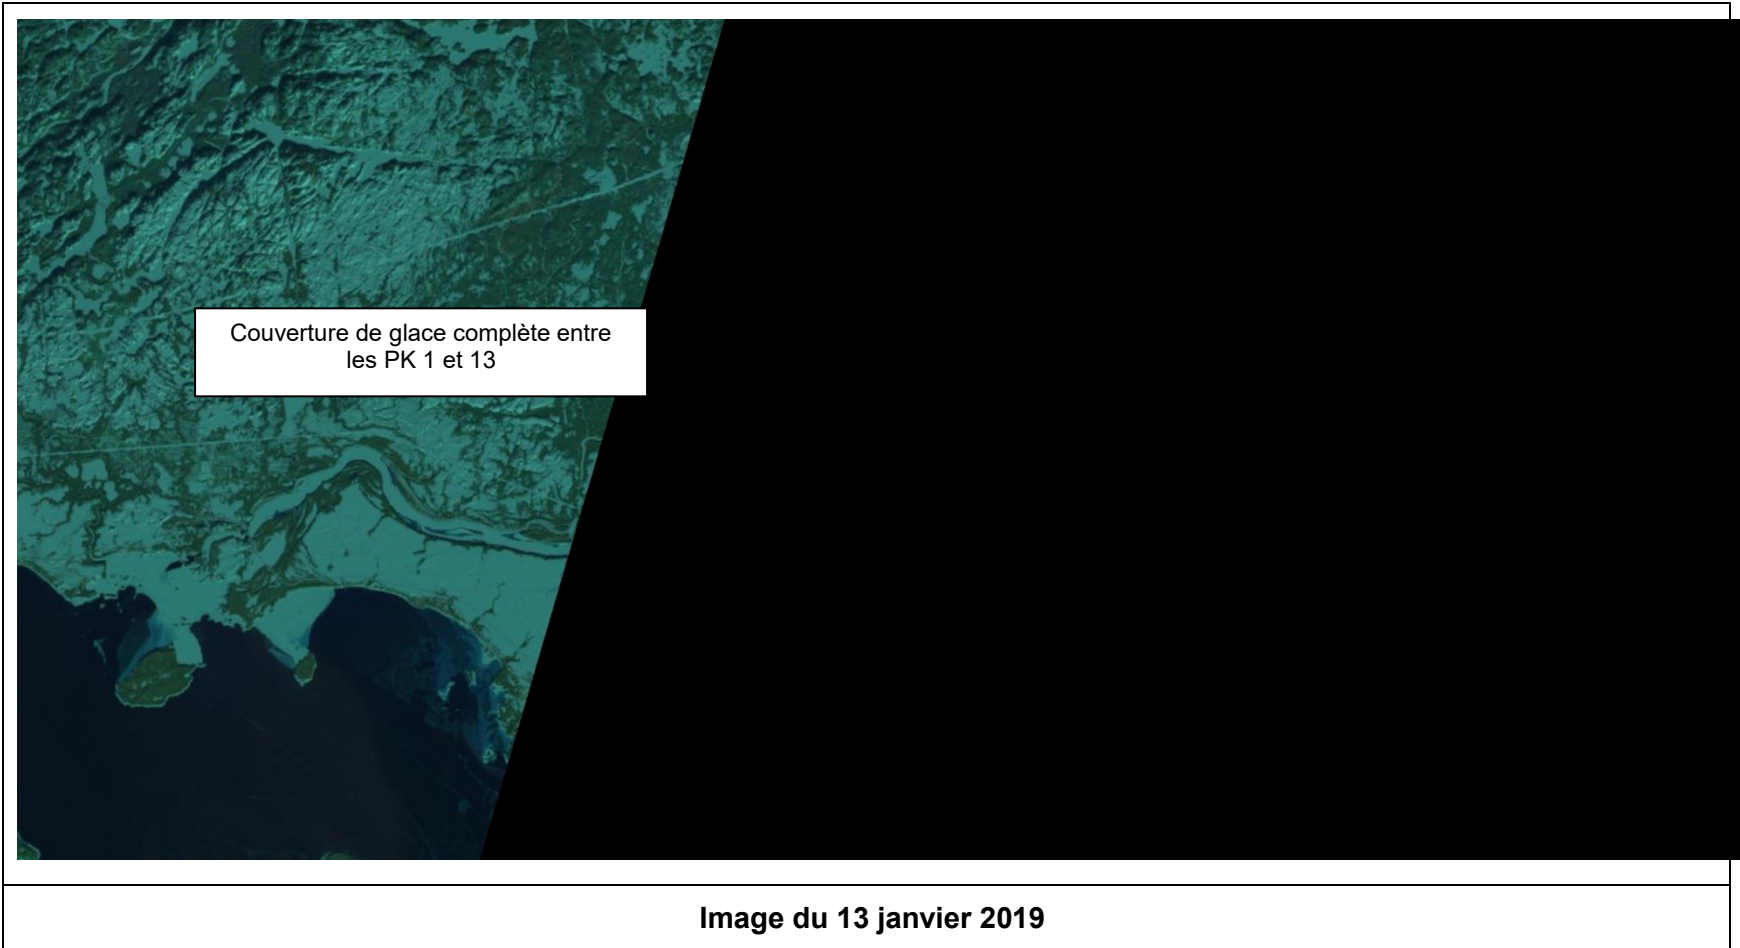 Couverture de glace complète entre
les PK 1 et 13
Image du 13 janvier 2019